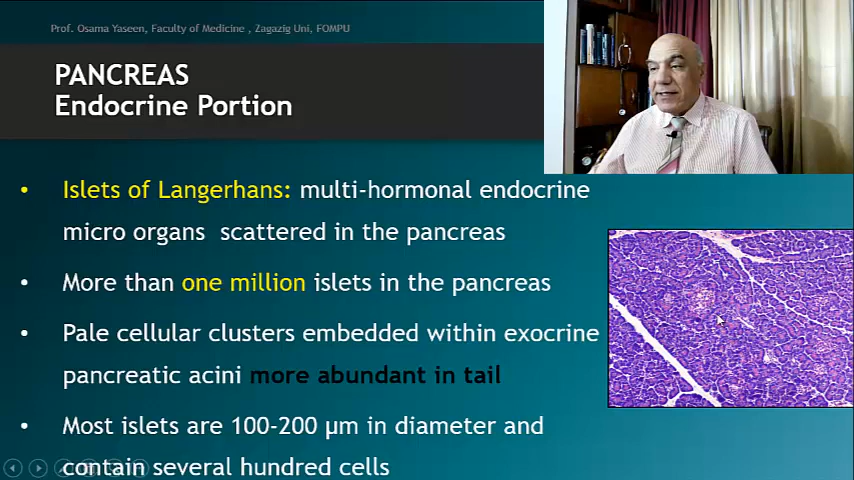 Prof. Osama Yaseen, Faculty of Medicine , Zagazig Uni, FOMPU
PANCREAS
Endocrine Portion
• Islets of Langerhans: multi-hormonal endocrine
micro organs scattered in the pancreas
• More than one million islets in the pancreas
• Pale cellular clusters embedded within exocrine
pancreatic acini more abundant in tail
• Most islets are 100-200 µm in diameter and
contain several hundred cells